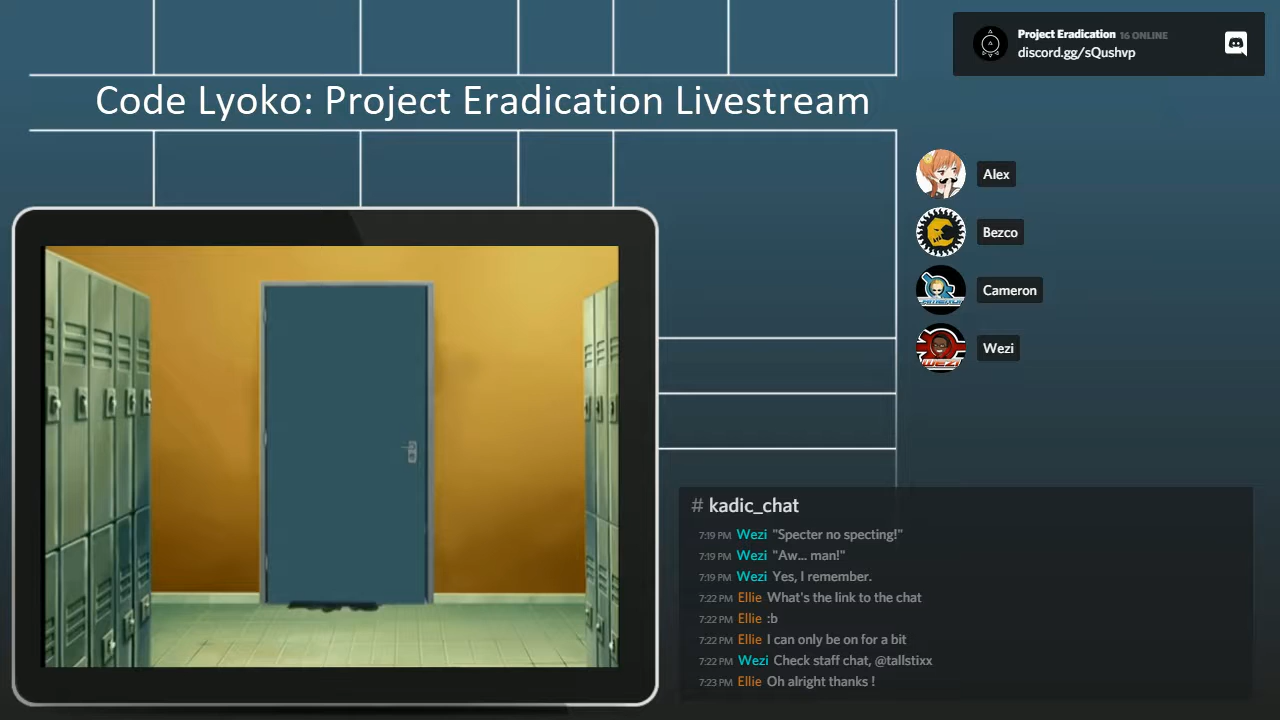 Project Eradication 16 ONLINE
discord.gg/sQushvp
Code Lyoko: Project Eradication Livestream
Alex
Bezco
Cameron
Wezi
WEZI
# kadic_chat
7:19 PM Wezi "Specter no specting!"
7:19 PM Wezi "Aw... man!"
7:19 PM Wezi Yes, I remember.
7:22 PM Ellie What's the link to the chat
7:22 PM Ellie :b
7:22 PM Ellie I can only be on for a bit
7:22 PM Wezi Check staff chat, @tallstixx
7:23 PM Ellie Oh alright thanks !